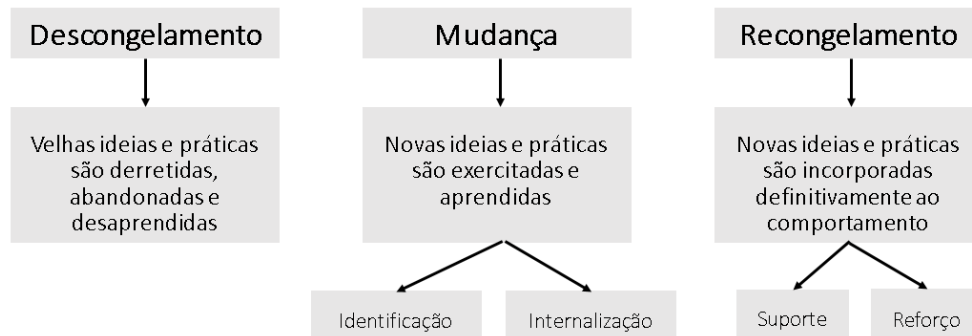 Descongelamento
Velhas ideias e práticas
são derretidas,
abandonadas e
desaprendidas
Mudança
Novas ideias e práticas
são exercitadas e
aprendidas
Identificação
Internalização
Recongelamento
Novas ideias e práticas
são incorporadas
definitivamente ao
comportamento
Suporte
Reforço